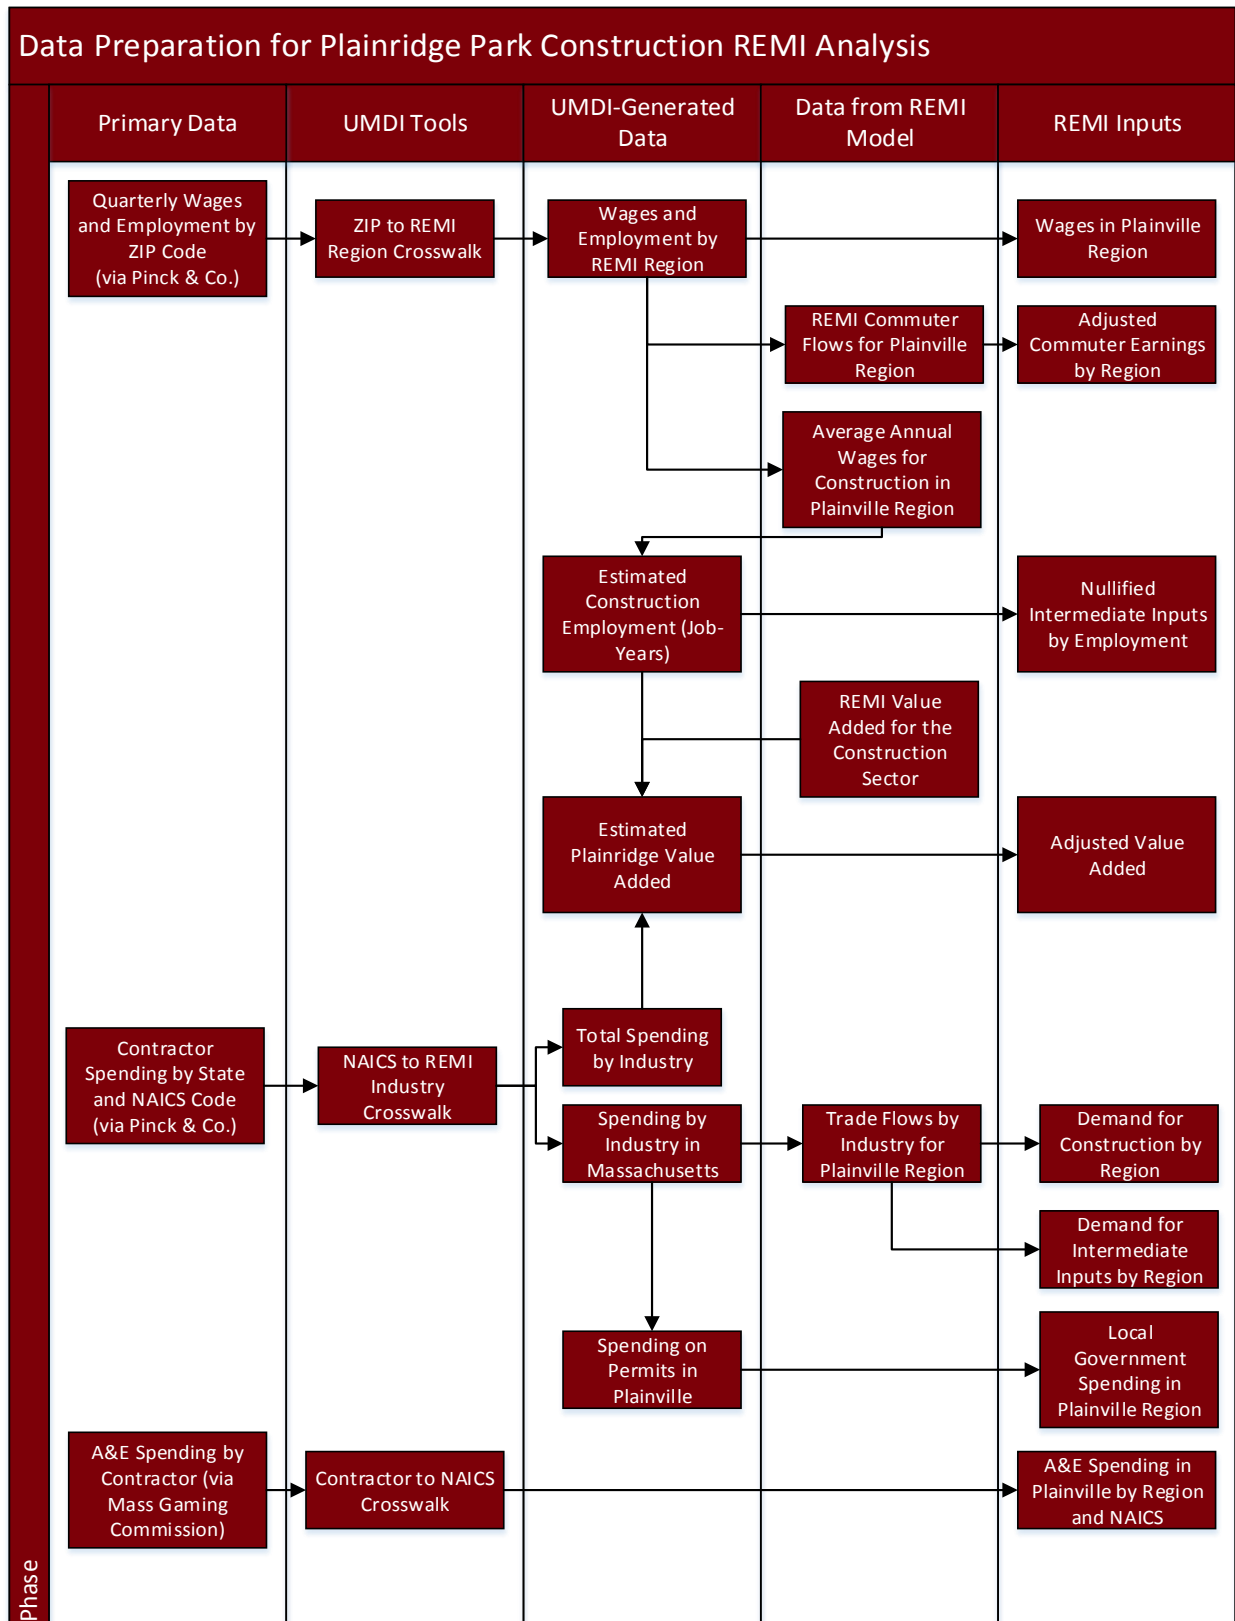 Data Preparation for Plainridge Park Construction REMI Analysis
Primary Data
UMDI Tools
UMDI-Generated
Data
Data from REMI
Model
REMI Inputs
Quarterly Wages
and Employment by
ZIP Code
(via Pinck & Co.)
ZIP to REMI
Region Crosswalk
Wages and
Employment by
REMI Region
Wages in Plainville
Region
REMI Commuter
Flows for Plainville
Region
Adjusted
Commuter Earnings
by Region
Average Annual
Wages for
Construction in
Plainville Region
Estimated
Construction
Employment (Job-
Years)
Nullified
Intermediate Inputs
by Employment
REMI Value
Added for the
Construction
Sector
Estimated
Plainridge Value
Added
Adjusted Value
Added
Total Spending
by Industry
Contractor
Spending by State
and NAICS Code
(via Pinck & Co.)
NAICS to REMI
Industry
Crosswalk
Spending by
Industry in
Massachusetts
Trade Flows by
Industry for
Plainville Region
Demand for
Construction by
Region
Demand for
Intermediate
Inputs by Region
Spending on
Permits in
Plainville
Local
Government
Spending in
Plainville Region
A&E Spending by
Contractor (via
Mass Gaming
Commission)
Contractor to NAICS
Crosswalk
A&E Spending in
Plainville by Region
and NAICS
Phase